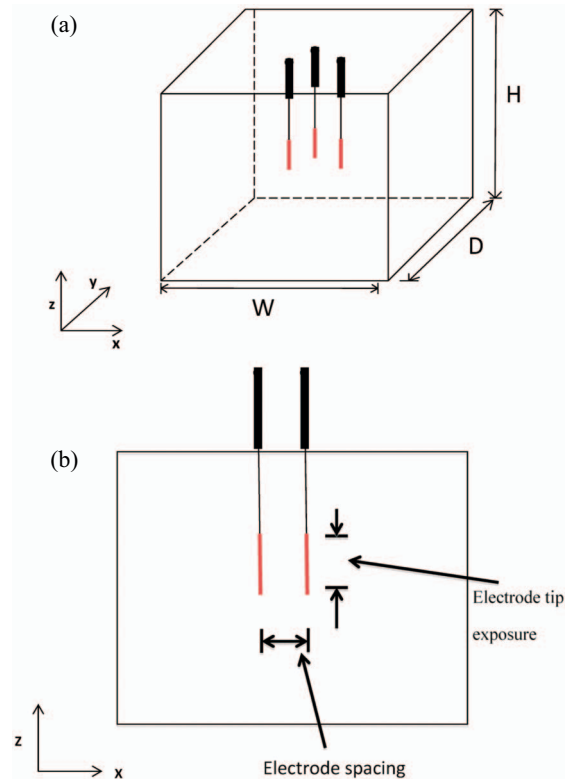 (a)
H
D
W
z
y
x
(b)
Electrode tip
exposure
Electrode spacing
z
x